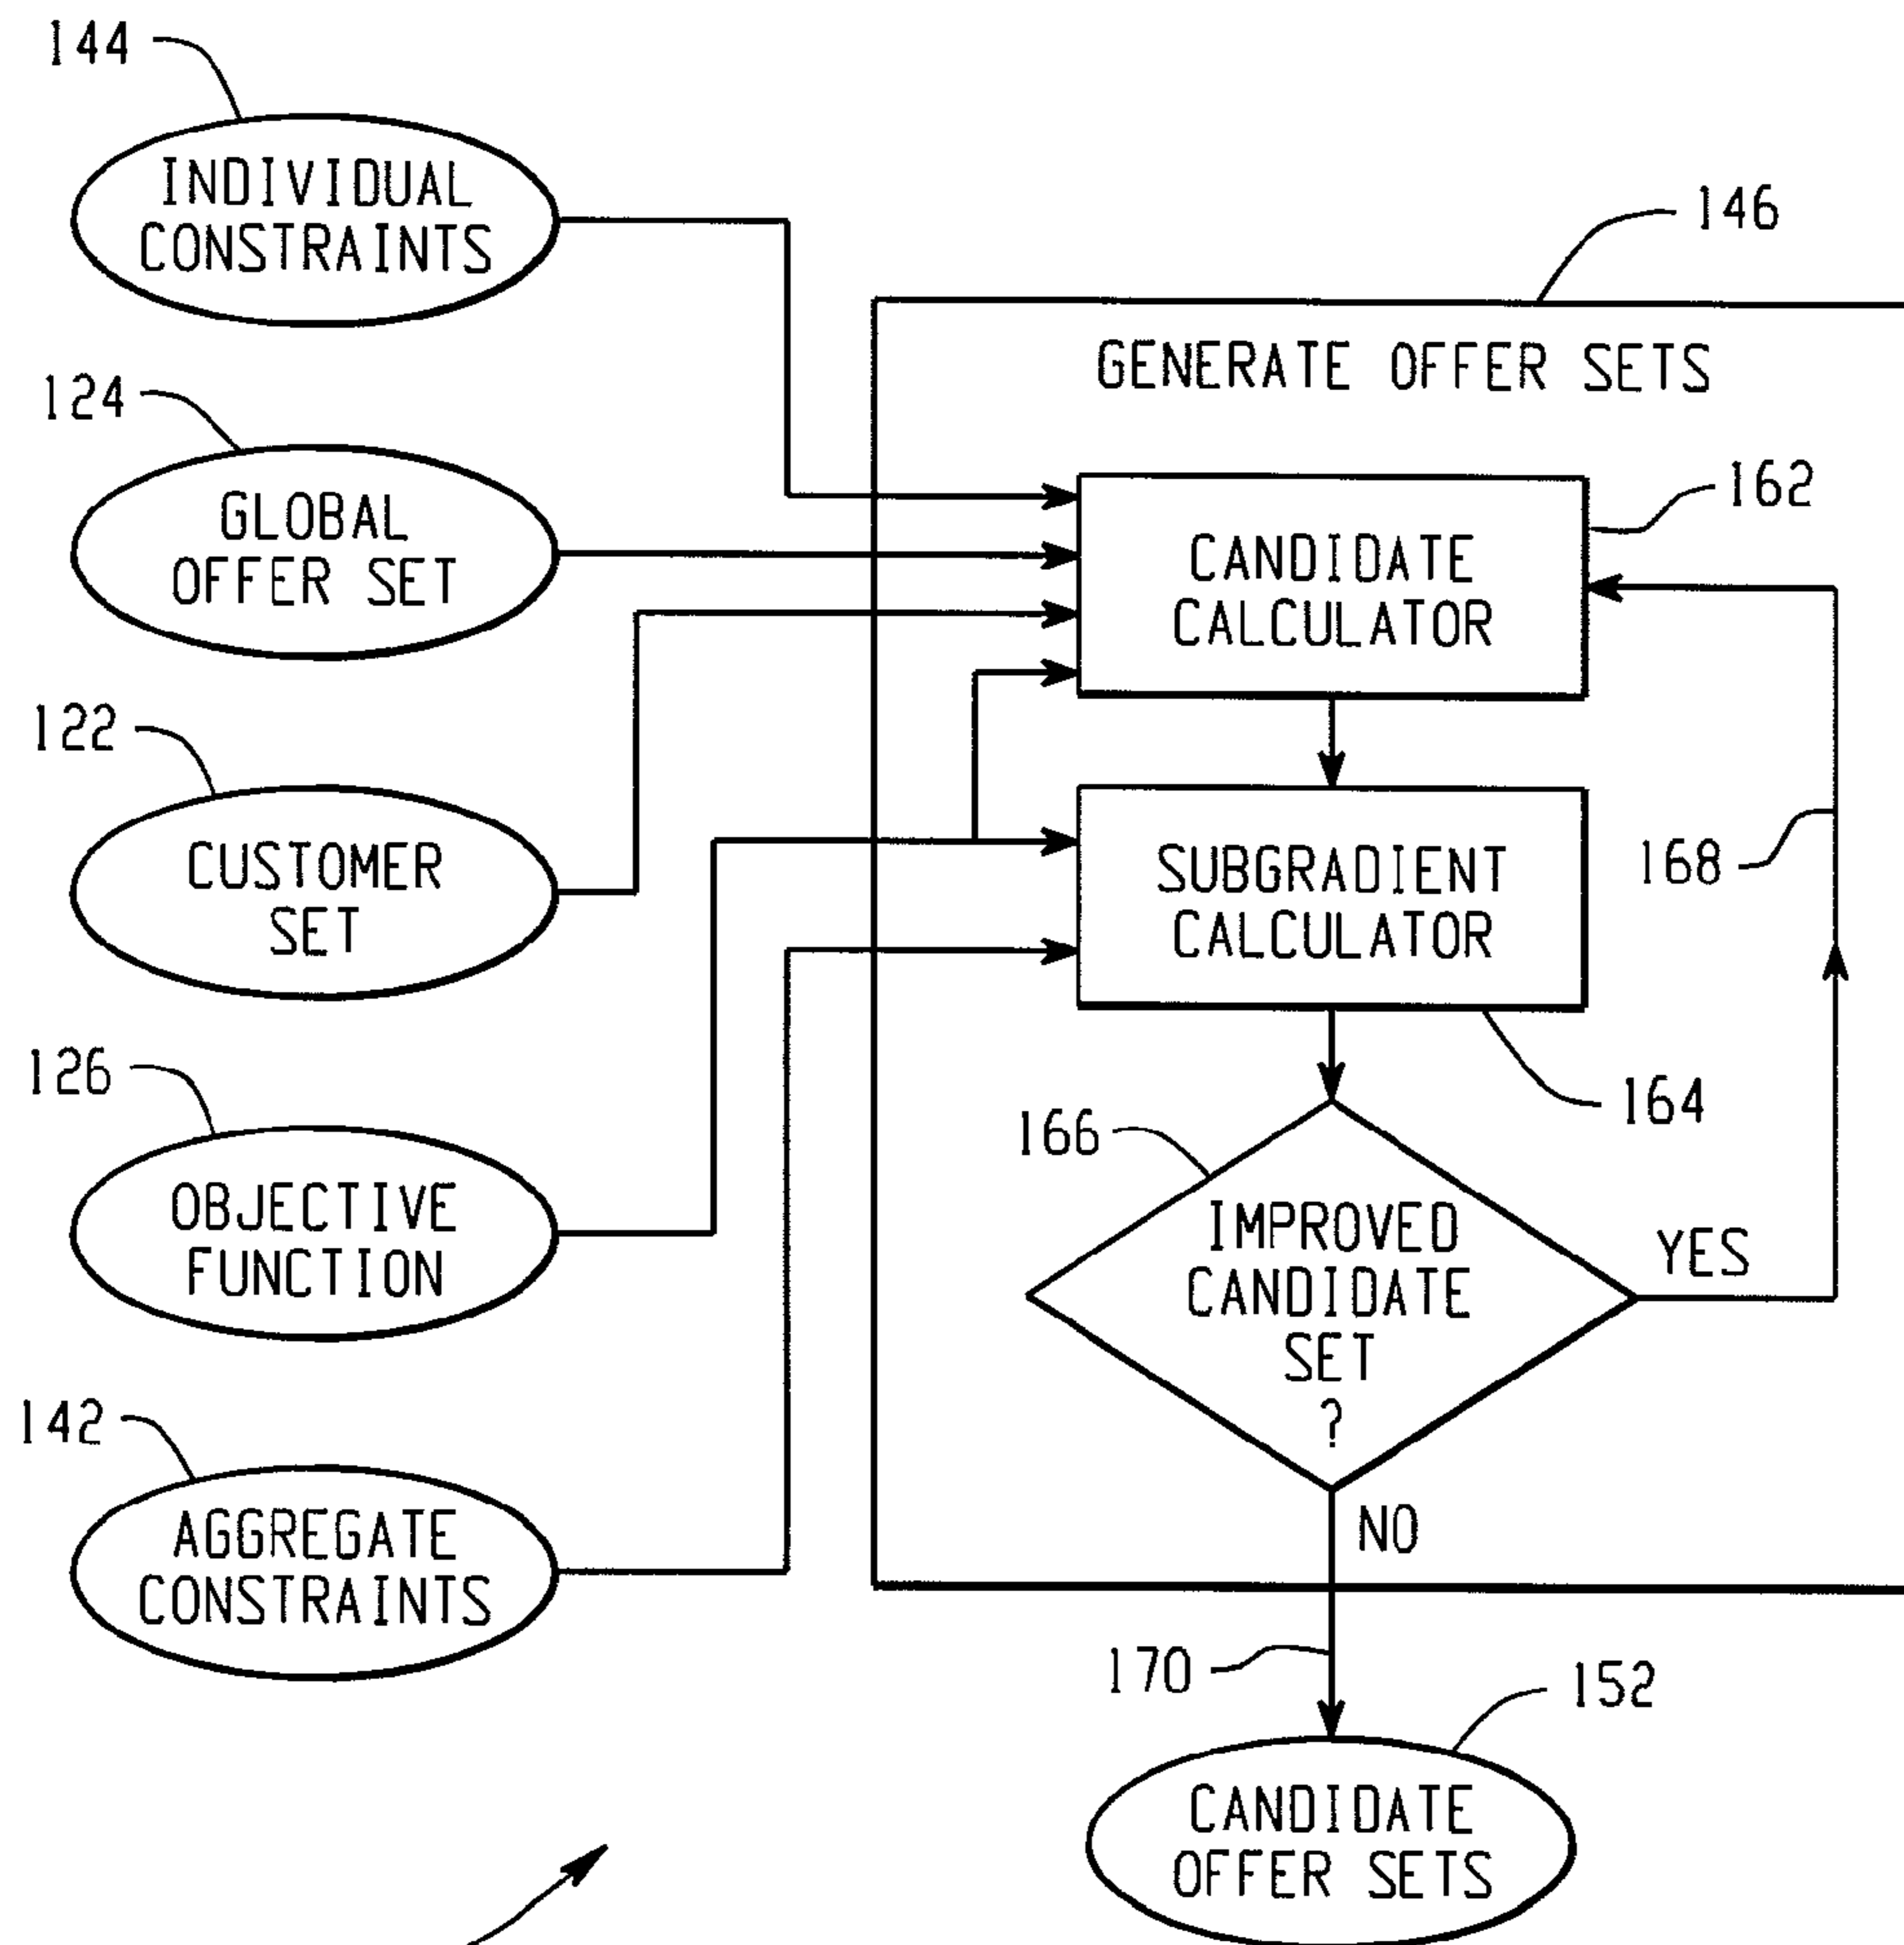 144
INDIVIDUAL
CONSTRAINTS
146
GENERATE OFFER SETS
124
GLOBAL
OFFER SET
162
CANDIDATE
CALCULATOR
122
CUSTOMER
SET
168
SUBGRADIENT
CALCULATOR
164
126
OBJECTIVE
FUNCTION
166
IMPROVED
CANDIDATE
SET
?
YES
NO
142
AGGREGATE
CONSTRAINTS
170
152
CANDIDATE
OFFER SETS